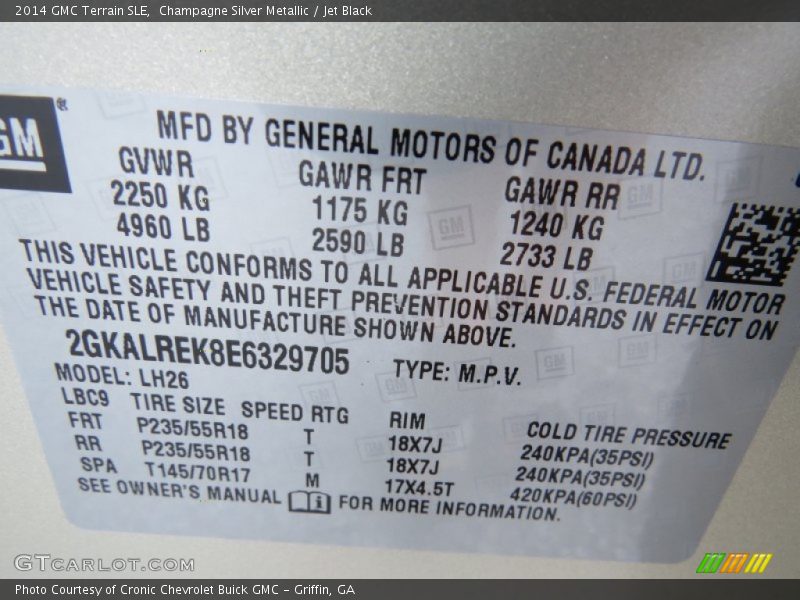 2014 GMC Terrain SLE,  Champagne Silver Metallic / Jet Black
GM®
MFD BY GENERAL MOTORS OF CANADA LTD.
GVWR GAWR FRT GAWR RR
2250 KG 1175 KG 1240 KG
4960 LB 2590 LB 2733 LB
THIS VEHICLE CONFORMS TO ALL APPLICABLE U.S. FEDERAL MOTOR
VEHICLE SAFETY AND THEFT PREVENTION STANDARDS IN EFFECT ON
THE DATE OF MANUFACTURE SHOWN ABOVE.
2GKALREK8E6329705 TYPE: M.P.V.
MODEL: LH26
LBC9 TIRE SIZE SPEED RTG RIM COLD TIRE PRESSURE
FRT P235/55R18 T 18X7J 240KPA(35PSI)
RR P235/55R18 T 18X7J 240KPA(35PSI)
SPA T145/70R17 M 17X4.5T 420KPA(60PSI)
SEE OWNER'S MANUAL FOR MORE INFORMATION.
GTCARLOT.COM
Photo Courtesy of Cronic Chevrolet Buick GMC – Griffin, GA